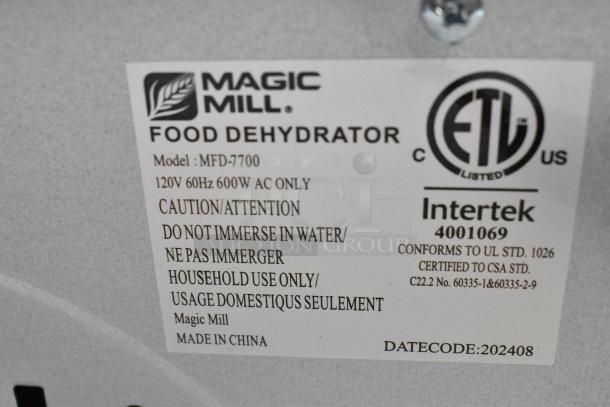 MAGIC
MILL®
FOOD DEHYDRATOR
Model : MFD-7700
120V 60Hz 600W AC ONLY
CAUTION/ATTENTION
DO NOT IMMERSE IN WATER/
NE PAS IMMERGER
HOUSEHOLD USE ONLY/
USAGE DOMESTIQUS SEULEMENT
Magic Mill
MADE IN CHINA
ETL
LISTED
C US
Intertek
4001069
CONFORMS TO UL STD. 1026
CERTIFIED TO CSA STD.
C22.2 No. 60335-1&60335-2-9
DATECODE:202408
AUCTION GROUP